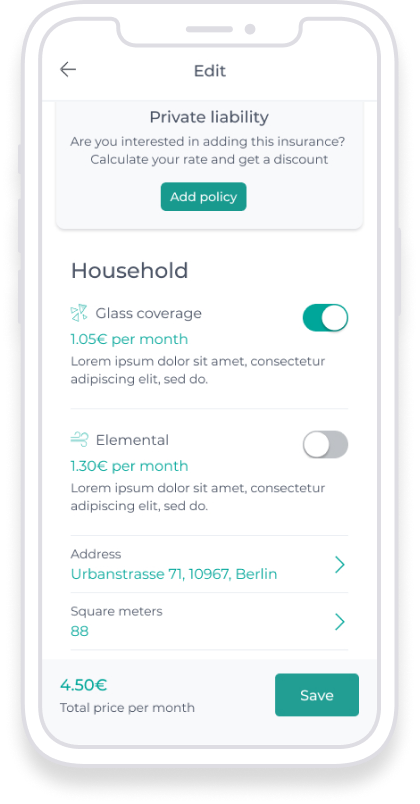 Edit
Private liability
Are you interested in adding this insurance?
Calculate your rate and get a discount
Add policy
Household
Glass coverage
1.05€ per month
Lorem ipsum dolor sit amet, consectetur
adipiscing elit, sed do.
Elemental
1.30€ per month
Lorem ipsum dolor sit amet, consectetur
adipiscing elit, sed do.
Address
Urbanstrasse 71, 10967, Berlin
Square meters
88
4.50€
Total price per month
Save